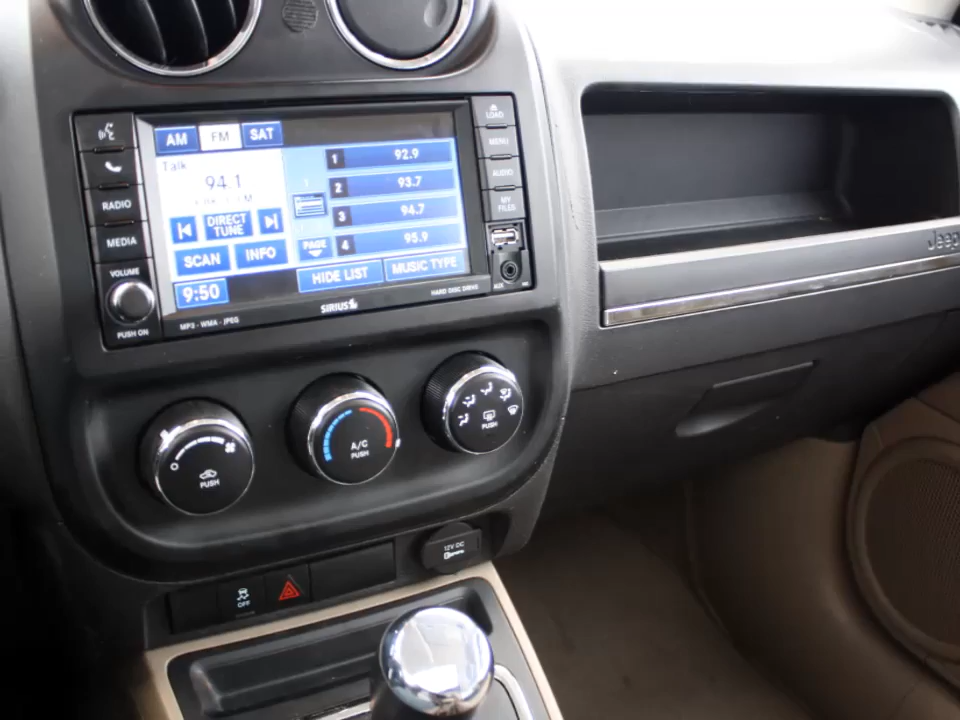 AM FM SAT
Talk
94.1
DIRECT
TUNE
SCAN INFO
9:50
1 92.9
2 93.7
3 94.7
PAGE 4 95.9
HIDE LIST MUSIC TYPE
RADIO
MEDIA
VOLUME
PUSH ON
MP3 - WMA - JPEG
SIRIUS
HARD DISC DRIVE
LOAD
MENU
AUDIO
MY
FILES
AUX
Jeep
PUSH
A/C
PUSH
PUSH
OFF
12V DC